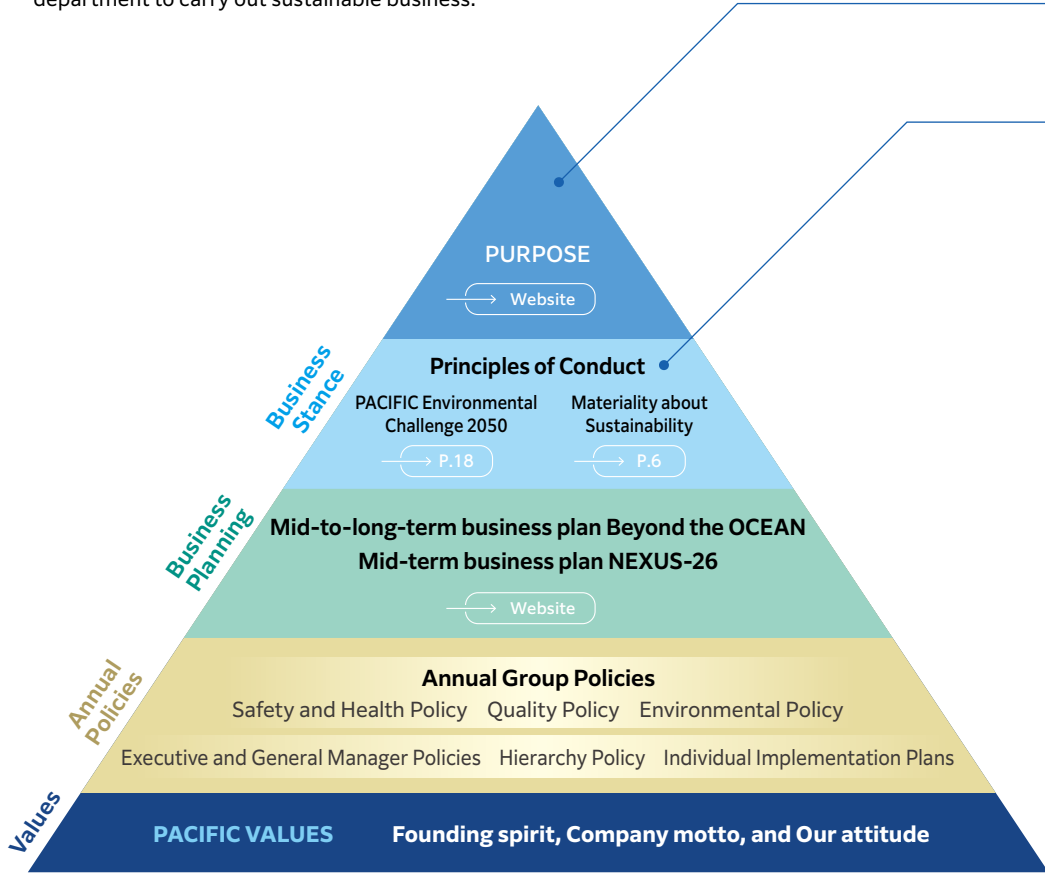 department to carry out sustainable business.
PURPOSE
Website
Business
Stance
Principles of Conduct
PACIFIC Environmental
Challenge 2050
P.18
Materiality about
Sustainability
P.6
Business
Planning
Mid-to-long-term business plan Beyond the OCEAN
Mid-term business plan NEXUS-26
Website
Annual
Policies
Annual Group Policies
Safety and Health Policy Quality Policy Environmental Policy
Executive and General Manager Policies Hierarchy Policy Individual Implementation Plans
Values
PACIFIC VALUES Founding spirit, Company motto, and Our attitude